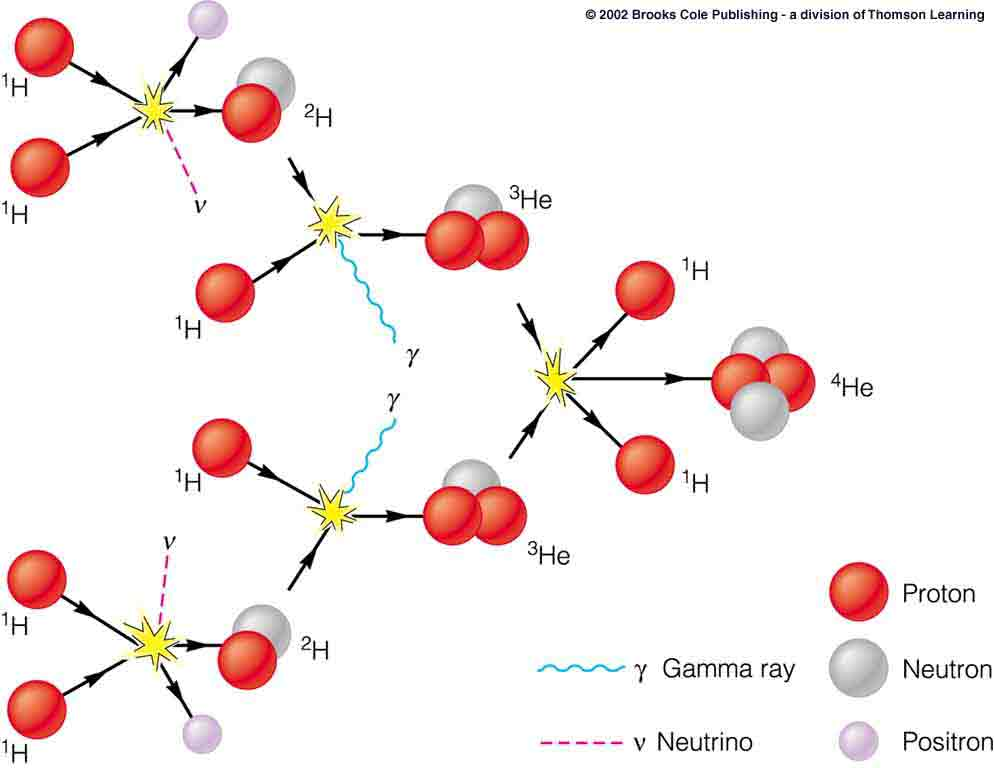 © 2002 Brooks Cole Publishing - a division of Thomson Learning
¹H
²H
¹H
ν
³He
¹H
γ
¹H
⁴He
γ
¹H
¹H
³He
ν
¹H
²H
¹H
Proton
γ Gamma ray
Neutron
ν Neutrino
Positron